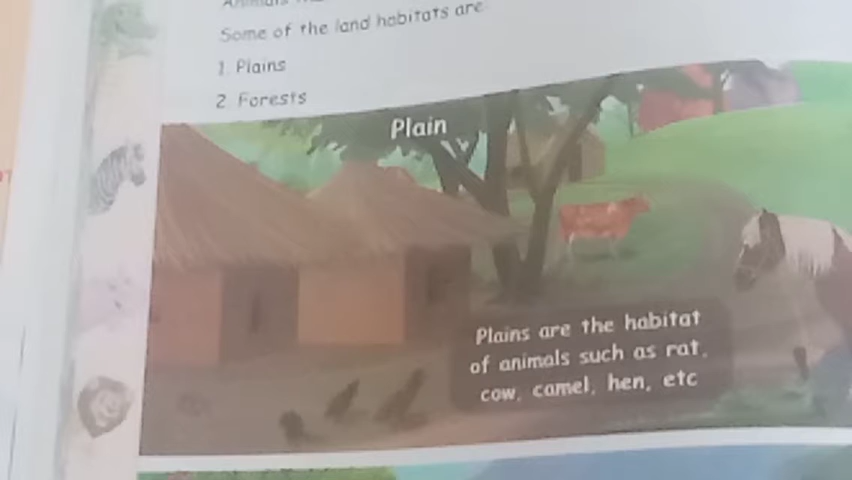 Some of the land habitats are
1. Plains
2. Forests
Plain
Plains are the habitat
of animals such as rat,
cow, camel, hen, etc